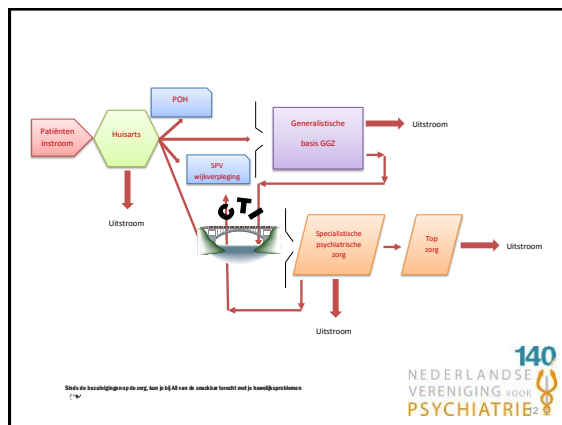 POH
Patiënten
instroom
Huisarts
SPV
wijkverpleging
Generalistische
basis GGZ
Uitstroom
Uitstroom
CTI
Specialistische
psychiatrische
zorg
Top
zorg
Uitstroom
Uitstroom
Sinds de bezuinigingen op de zorg, kun je bij Ali van de snackbar terecht met je huwelijksproblemen
140
NEDERLANDSE
VERENIGING VOOR
PSYCHIATRIE
12